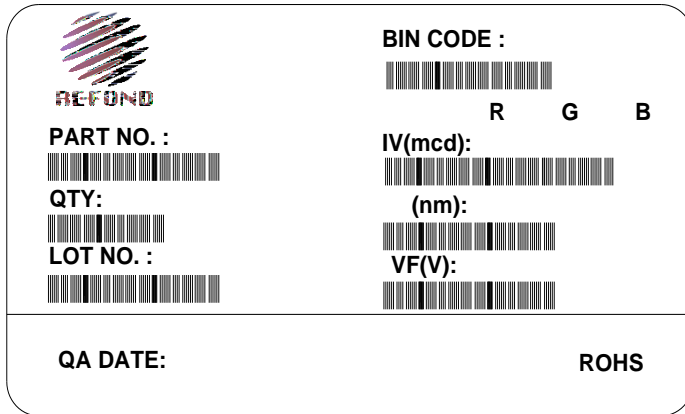 REFOND
BIN CODE :
R G B
PART NO. :
IV(mcd):
QTY:
(nm):
LOT NO. :
VF(V):
QA DATE:
ROHS